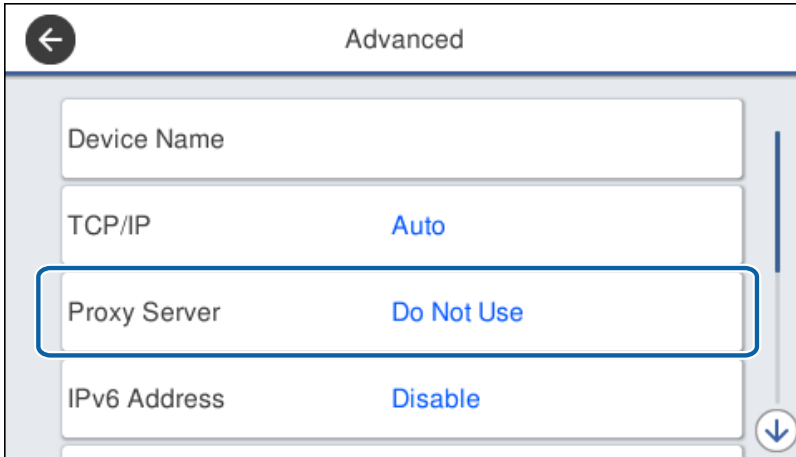 Advanced
Device Name
TCP/IP Auto
Proxy Server Do Not Use
IPv6 Address Disable